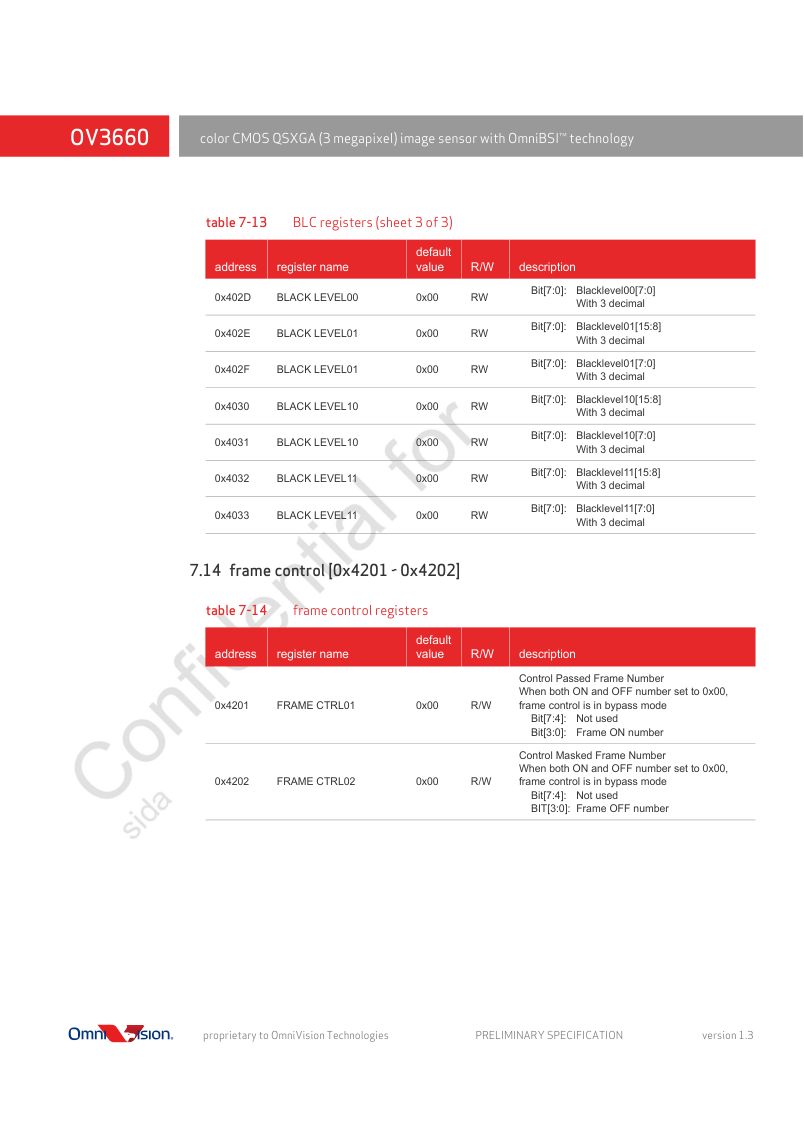 OV3660
color CMOS QSXGA (3 megapixel) image sensor with OmniBSI™ technology
table 7-13 BLC registers (sheet 3 of 3)
address register name default value R/W description
0x402D BLACK LEVEL00 0x00 RW Bit[7:0]: Blacklevel00[7:0]
With 3 decimal
0x402E BLACK LEVEL01 0x00 RW Bit[7:0]: Blacklevel01[15:8]
With 3 decimal
0x402F BLACK LEVEL01 0x00 RW Bit[7:0]: Blacklevel01[7:0]
With 3 decimal
0x4030 BLACK LEVEL10 0x00 RW Bit[7:0]: Blacklevel10[15:8]
With 3 decimal
0x4031 BLACK LEVEL10 0x00 RW Bit[7:0]: Blacklevel10[7:0]
With 3 decimal
0x4032 BLACK LEVEL11 0x00 RW Bit[7:0]: Blacklevel11[15:8]
With 3 decimal
0x4033 BLACK LEVEL11 0x00 RW Bit[7:0]: Blacklevel11[7:0]
With 3 decimal
7.14 frame control [0x4201 - 0x4202]
table 7-14 frame control registers
address register name default value R/W description
0x4201 FRAME CTRL01 0x00 R/W Control Passed Frame Number
When both ON and OFF number set to 0x00,
frame control is in bypass mode
Bit[7:4]: Not used
Bit[3:0]: Frame ON number
0x4202 FRAME CTRL02 0x00 R/W Control Masked Frame Number
When both ON and OFF number set to 0x00,
frame control is in bypass mode
Bit[7:4]: Not used
BIT[3:0]: Frame OFF number
Confidential for
sida
OmniVision
proprietary to OmniVision Technologies PRELIMINARY SPECIFICATION version 1.3